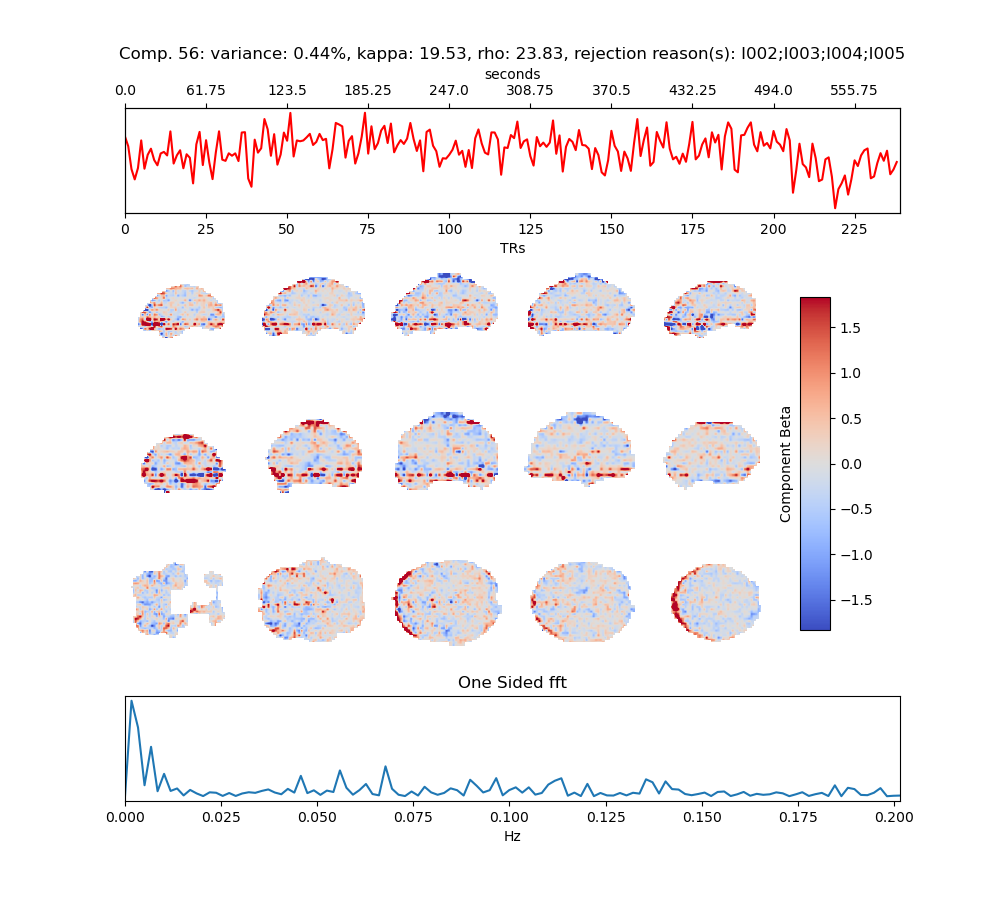 Comp. 56: variance: 0.44%, kappa: 19.53, rho: 23.83, rejection reason(s): I002;I003;I004;I005
seconds
0.0 61.75 123.5 185.25 247.0 308.75 370.5 432.25 494.0 555.75
0 25 50 75 100 125 150 175 200 225
TRs
1.5
1.0
0.5
0.0
−0.5
−1.0
−1.5
Component Beta
One Sided fft
0.000 0.025 0.050 0.075 0.100 0.125 0.150 0.175 0.200
Hz